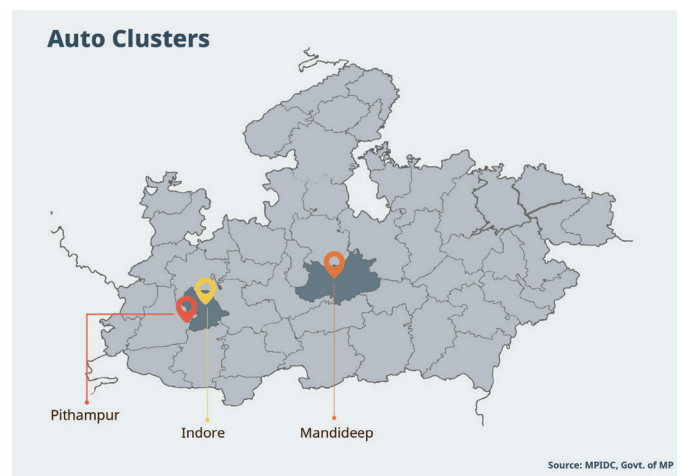 Auto Clusters
Pithampur
Indore
Mandideep
Source: MPIDC, Govt. of MP